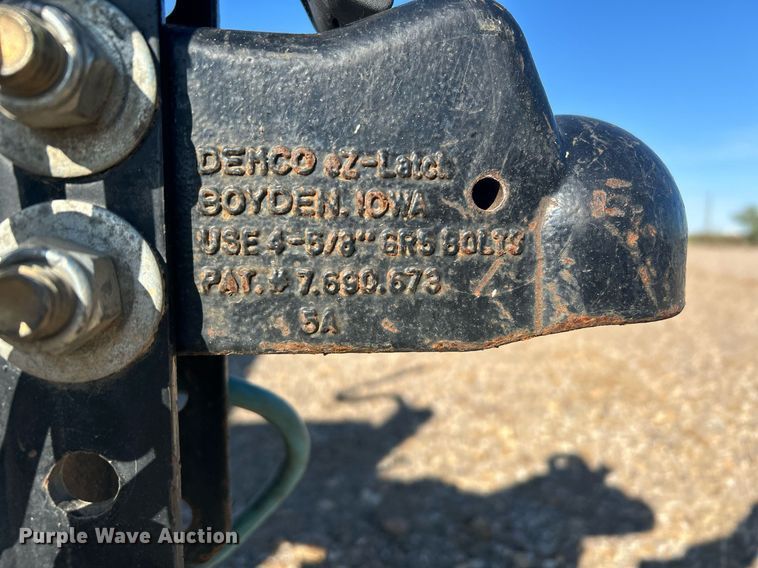 DEMCO eZ-Latch
BOYDEN, IOWA
USE 4-5/8" GR5 BOLTS
PAT.# 7,690,673
5A
Purple Wave Auction